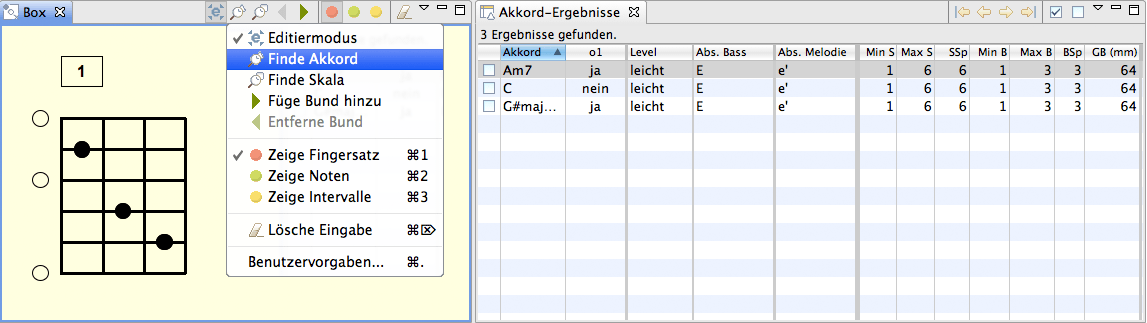 Box
1
Editiermodus
Finde Akkord
Finde Skala
Füge Bund hinzu
Entferne Bund
Zeige Fingersatz ⌘1
Zeige Noten ⌘2
Zeige Intervalle ⌘3
Lösche Eingabe ⌘⌦
Benutzervorgaben... ⌘.
Akkord-Ergebnisse
3 Ergebnisse gefunden.
Akkord o1 Level Abs. Bass Abs. Melodie Min S Max S SSp Min B Max B BSp GB (mm)
Am7 ja leicht E e' 1 6 6 1 3 3 64
C nein leicht E e' 1 6 6 1 3 3 64
G#maj... ja leicht E e' 1 6 6 1 3 3 64